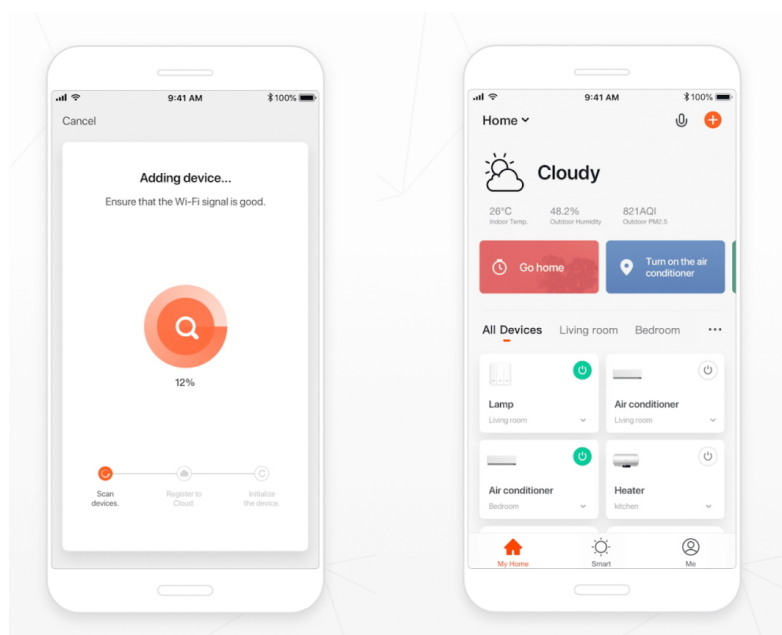 9:41 AM
100%
Cancel
Adding device...
Ensure that the Wi-Fi signal is good.
12%
Scan
devices.
Register to
Cloud.
Initialize
the device.
9:41 AM
100%
Home
Cloudy
26°C
48.2%
821AQI
Indoor Temp.
Outdoor Humidity
Outdoor PM2.5
Go home
Turn on the air
conditioner
All Devices
Living room
Bedroom
Lamp
Living room
Air conditioner
Living room
Air conditioner
Bedroom
Heater
kitchen
My Home
Smart
Me